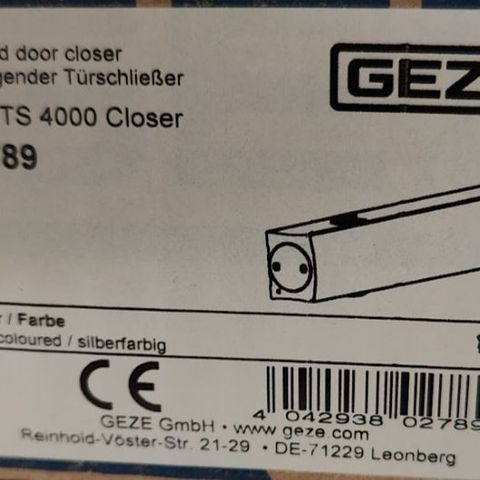 d door closer
gender Türschließer
GEZ
TS 4000 Closer
89
/ Farbe
coloured / silberfarbig
CE
4 042938 02789
GEZE GmbH • www.geze.com
Reinhold-Vöster-Str. 21-29 • DE-71229 Leonberg